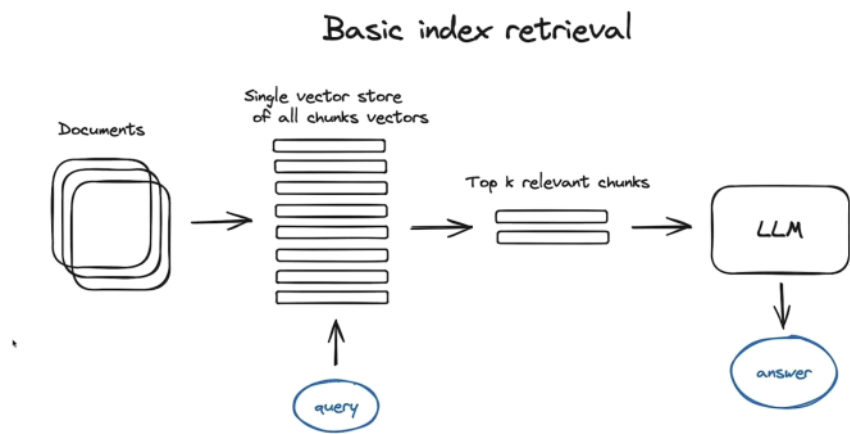 Basic index retrieval
Single vector store
of all chunks vectors
Documents
Top k relevant chunks
LLM
answer
query